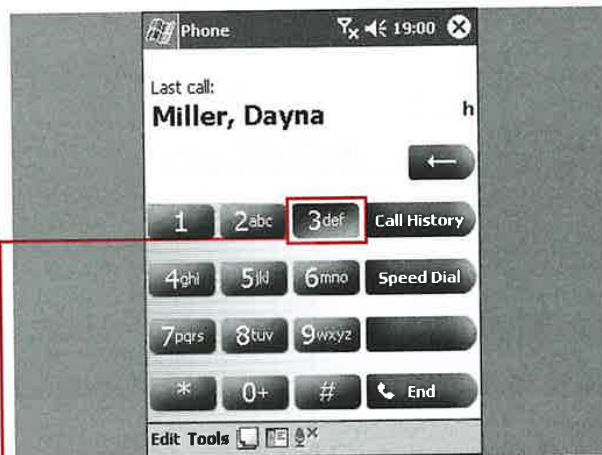 Phone 19:00
Last call:
Miller, Dayna h
1 2abc 3def Call History
4ghi 5jkl 6mno Speed Dial
7pqrs 8tuv 9wxyz
* 0+ # End
Edit Tools